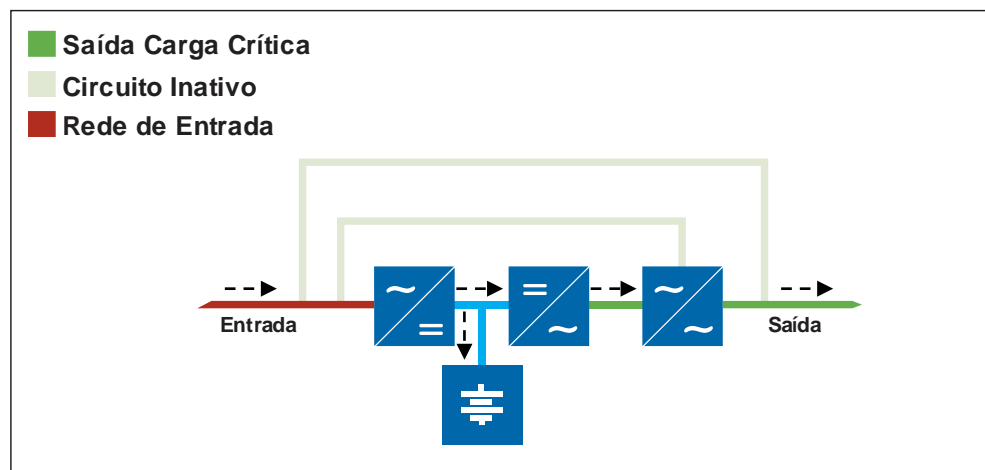 Saída Carga Crítica
Circuito Inativo
Rede de Entrada
Entrada
Saída